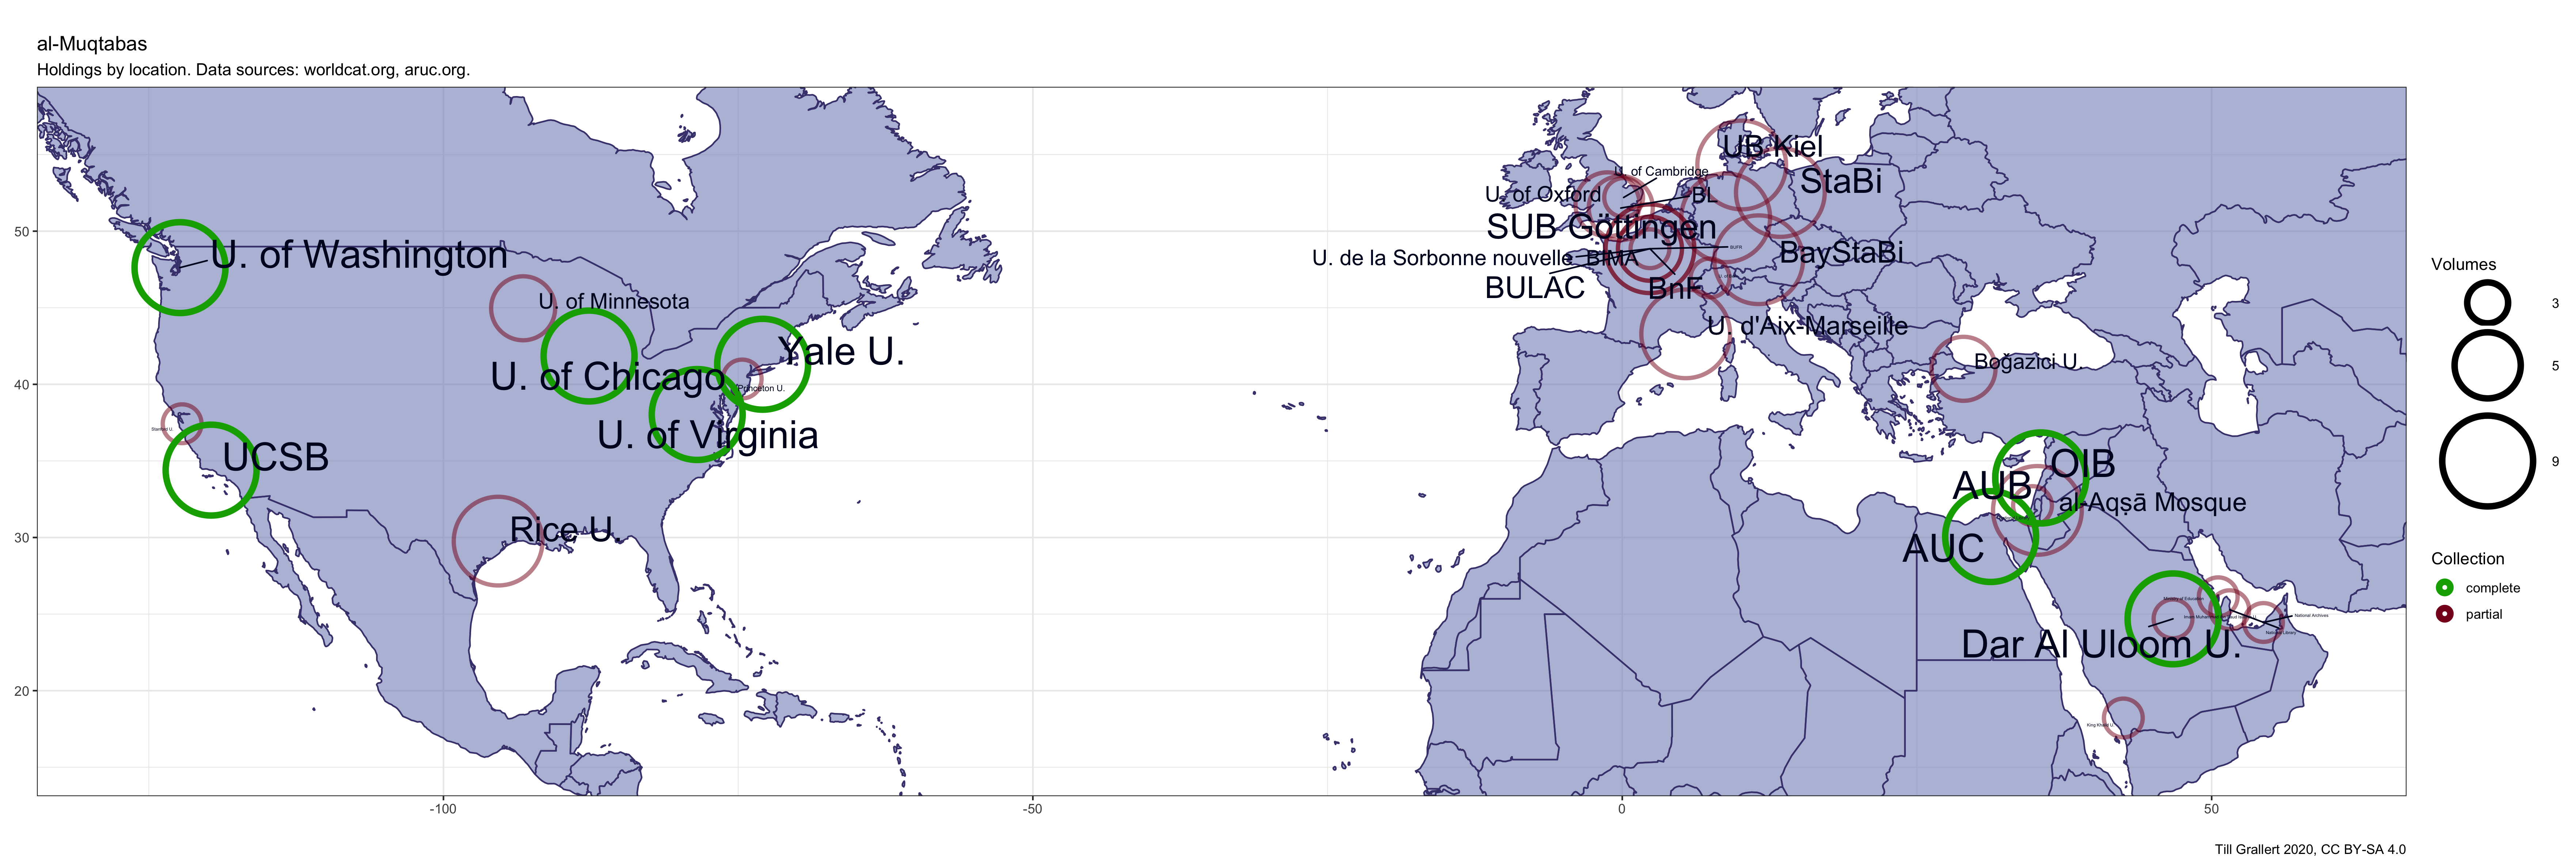 al-Muqtabas
Holdings by location. Data sources: worldcat.org, aruc.org.
UB Kiel
U. of Cambridge
StaBi
U. of Oxford
BL
SUB Göttingen
50
U. of Washington
BUFR
BayStaBi
U. de la Sorbonne nouvelle
BIMA
BULAC
BnF
U. of Minnesota
U. d'Aix-Marseille
Yale U.
Boğaziçi U.
U. of Chicago
40
Princeton U.
Stanford U.
U. of Virginia
UCSB
OIB
AUB
al-Aqṣā Mosque
Rice U.
30
AUC
Ministry of Education
National Archives
National Library
Dar Al Uloom U.
20
King Khalid U.
-100
-50
0
50
Volumes
3
5
9
Collection
complete
partial
Till Grallert 2020, CC BY-SA 4.0